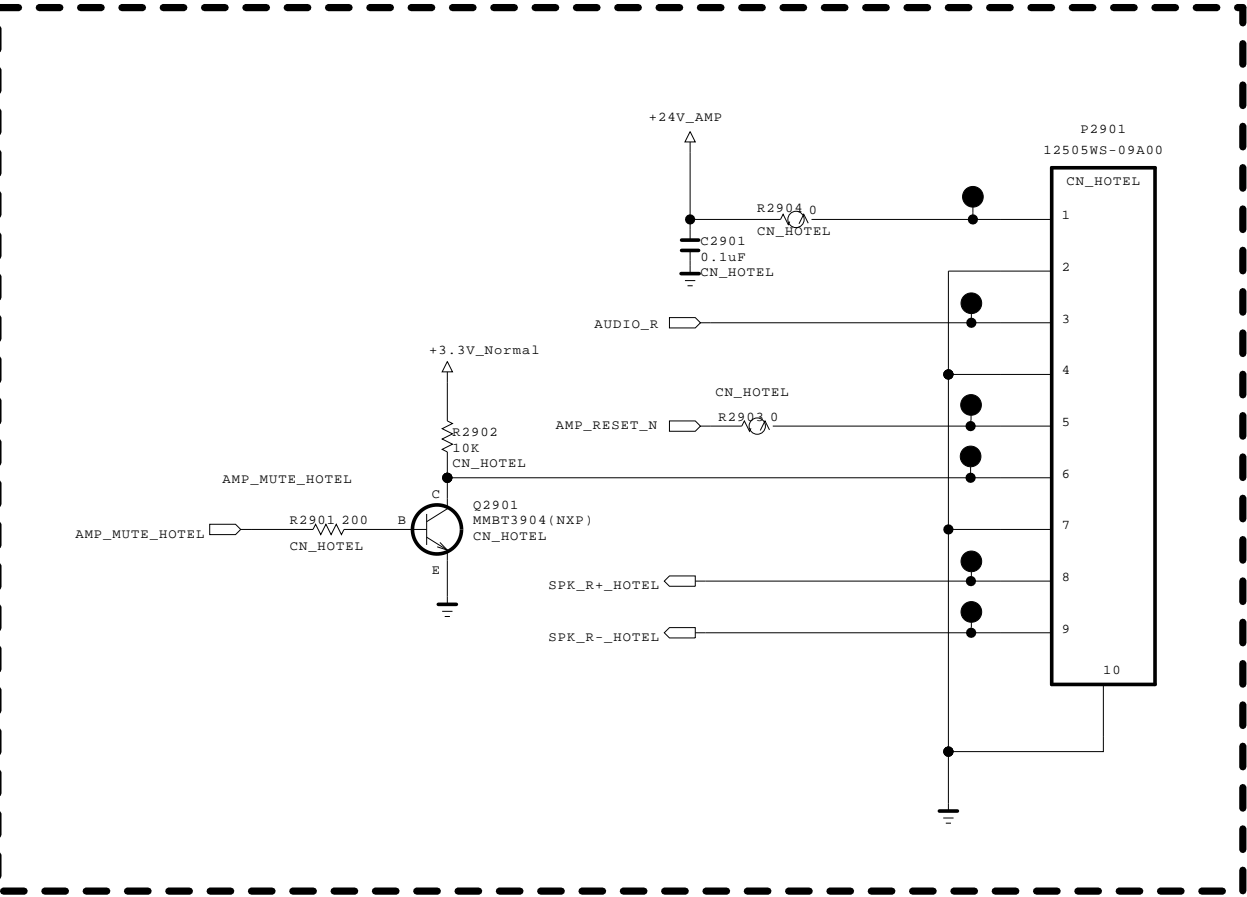 +24V_AMP
P2901
12505WS-09A00
CN_HOTEL
R2904 0
CN_HOTEL
1
C2901
0.1uF
CN_HOTEL
2
AUDIO_R
3
+3.3V_Normal
4
CN_HOTEL
R2903 0
AMP_RESET_N
5
R2902
10K
CN_HOTEL
6
AMP_MUTE_HOTEL
C
Q2901
MMBT3904(NXP)
CN_HOTEL
R2901 200
B
AMP_MUTE_HOTEL
CN_HOTEL
7
E
SPK_R+_HOTEL
8
SPK_R-_HOTEL
9
10